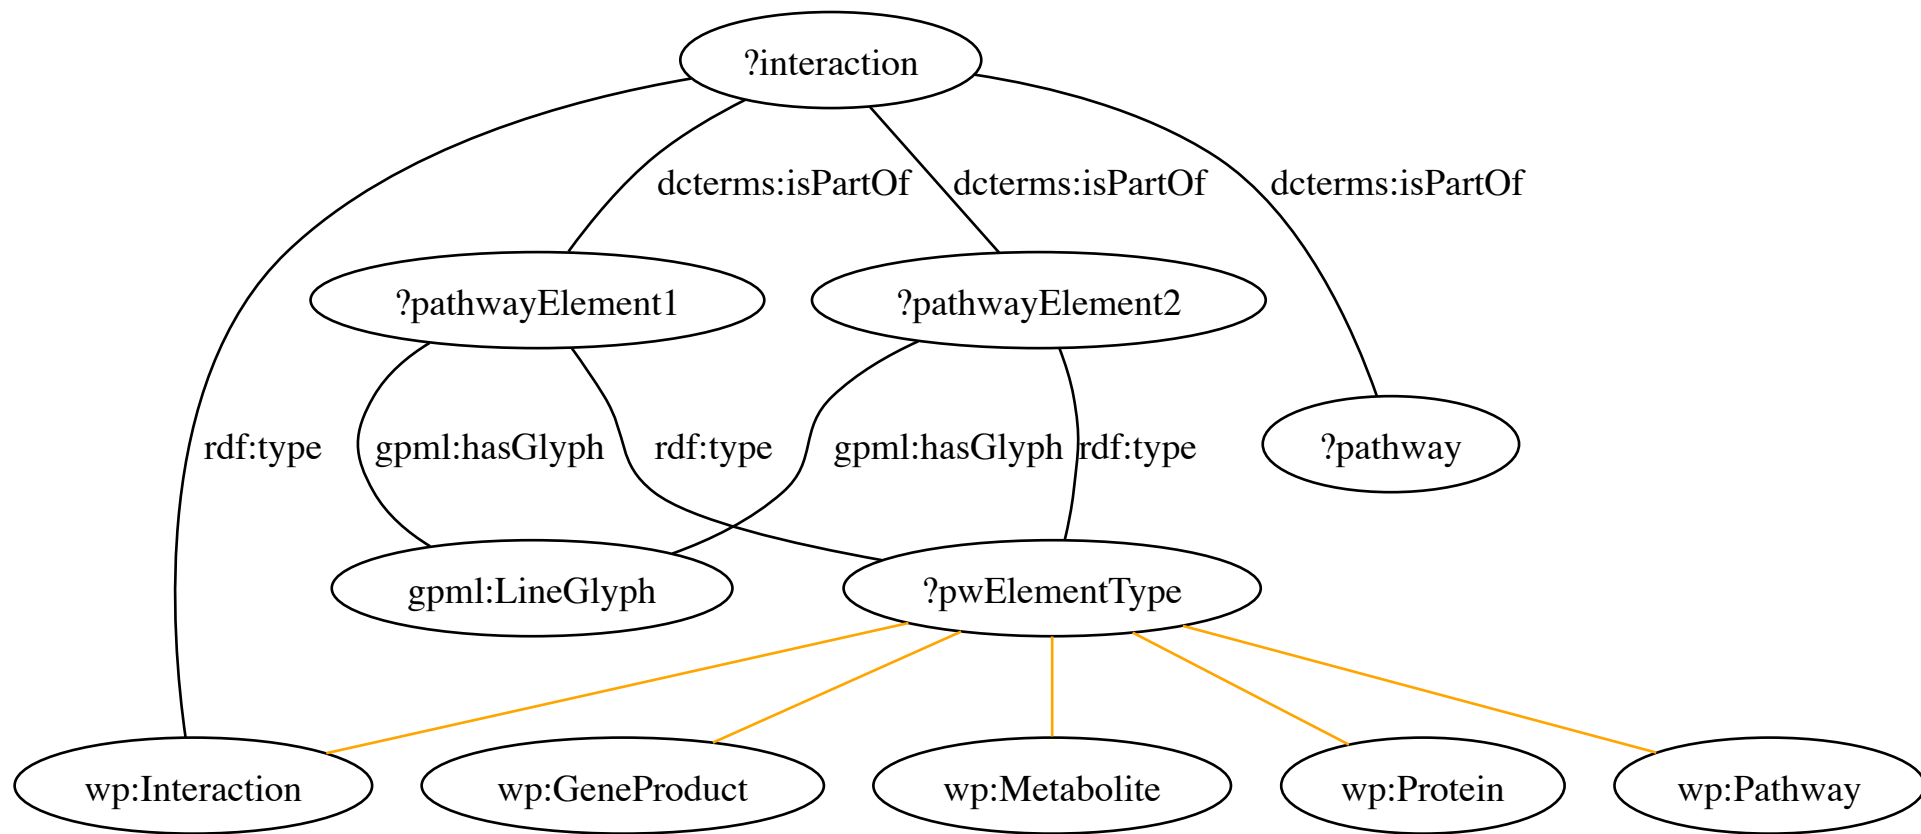 ?interaction
dcterms:isPartOf
dcterms:isPartOf
dcterms:isPartOf
?pathwayElement1
?pathwayElement2
rdf:type
gpml:hasGlyph
rdf:type
gpml:hasGlyph
rdf:type
?pathway
gpml:LineGlyph
?pwElementType
wp:Interaction
wp:GeneProduct
wp:Metabolite
wp:Protein
wp:Pathway